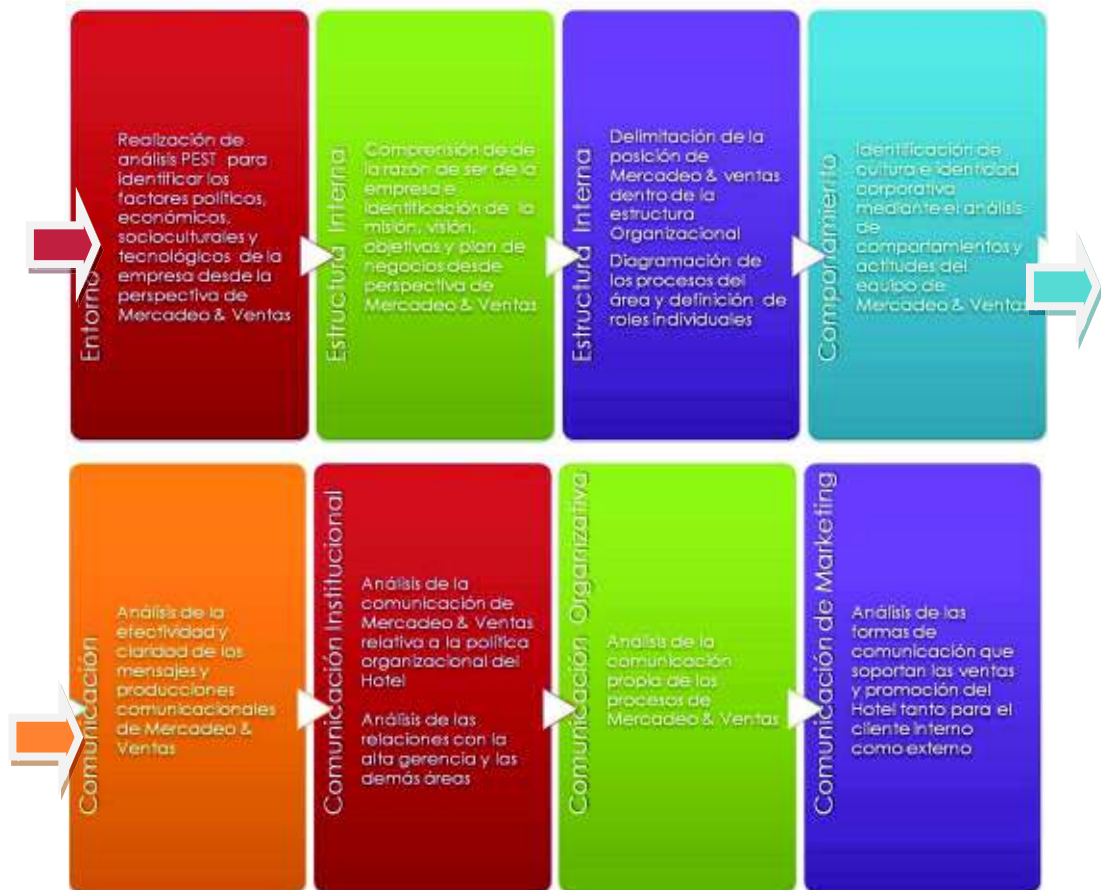 Entorno
Realización de
análisis PEST para
identificar los
factores políticos,
económicos,
socioculturales y
tecnológicos de la
empresa desde la
perspectiva de
Mercadeo & Ventas
Estructura Interna
Comprensión de de
la razón de ser de la
empresa e
identificación de la
misión, visión,
objetivos y plan de
negocios desde
perspectiva de
Mercadeo & Ventas
Estructura Interna
Delimitación de la
posición de
Mercadeo & ventas
dentro de la
estructura
Organizacional
Diagramación de
los procesos del
área y definición de
roles individuales
Comportamiento
Identificación de
cultura e identidad
corporativa
mediante el análisis
de
comportamientos y
actitudes del
equipo de
Mercadeo & Ventas
Comunicación
Análisis de la
efectividad y
claridad de los
mensajes y
producciones
comunicacionales
de Mercadeo &
Ventas
Comunicación Institucional
Análisis de la
comunicación de
Mercadeo & Ventas
relativo a la política
organizacional del
Hotel
Análisis de las
relaciones con la
alta gerencia y las
demás áreas
Comunicación Organizativa
Análisis de la
comunicación
propia de los
procesos de
Mercadeo & Ventas
Comunicación de Marketing
Análisis de las
formas de
comunicación que
soportan las ventas
y promoción del
Hotel tanto para el
cliente interno
como externo